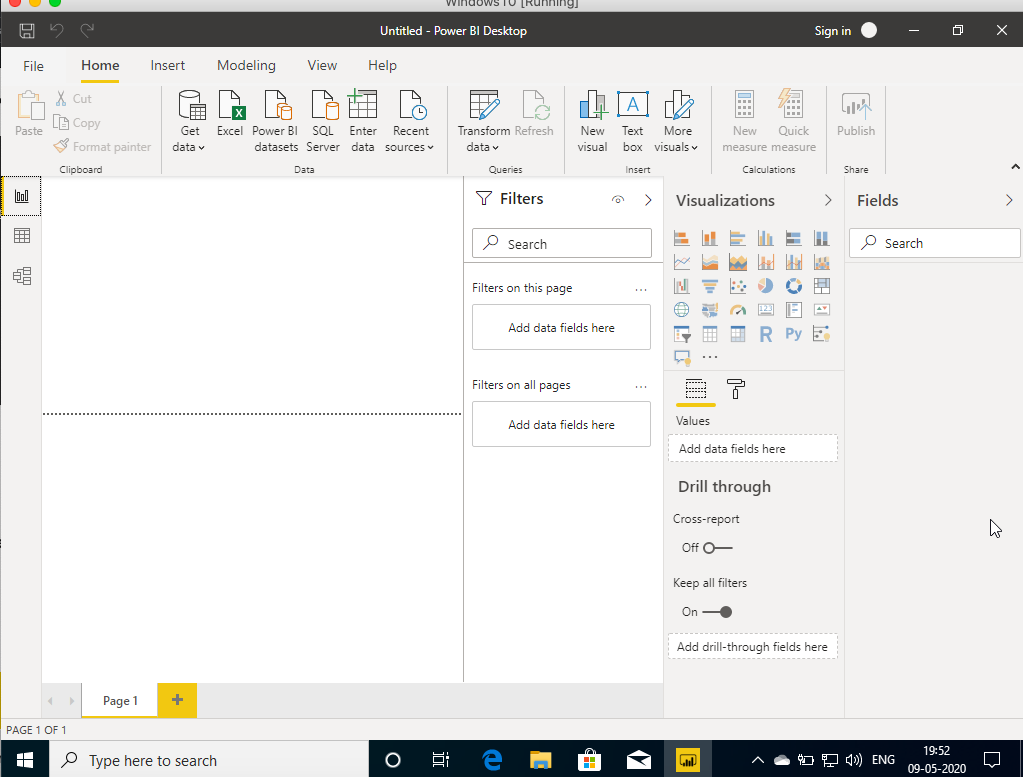 Windows10 [Running]
Untitled - Power BI Desktop
Sign in
File Home Insert Modeling View Help
Paste
Cut
Copy
Format painter
Clipboard
Get data
Excel
Power BI datasets
SQL Server
Enter data
Recent sources
Data
Transform data
Refresh
Queries
New visual
Text box
More visuals
Insert
New measure
Quick measure
Calculations
Publish
Share
Filters
Search
Filters on this page
Add data fields here
Filters on all pages
Add data fields here
Visualizations
123
R
Py
Values
Add data fields here
Drill through
Cross-report
Off
Keep all filters
On
Add drill-through fields here
Fields
Search
Page 1
PAGE 1 OF 1
Type here to search
ENG
19:52
09-05-2020